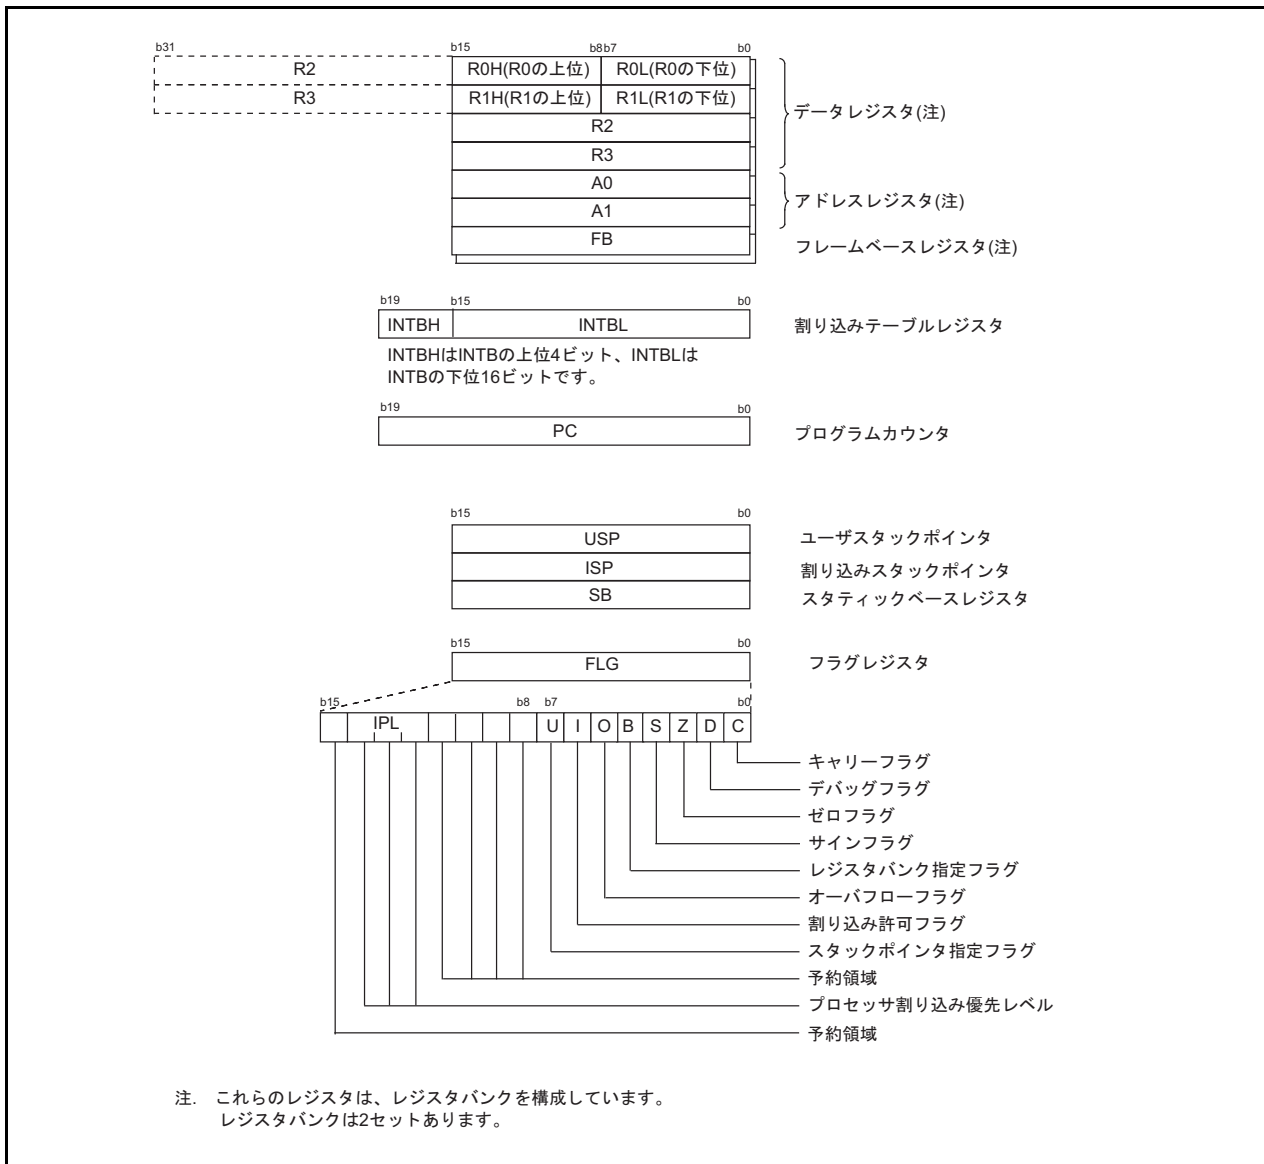 b31 b15 b8 b7 b0
R2 R0H(R0の上位) R0L(R0の下位)
R3 R1H(R1の上位) R1L(R1の下位)
データレジスタ(注)
R2
R3
A0
アドレスレジスタ(注)
A1
FB フレームベースレジスタ(注)
b19 b15 b0
INTBH INTBL 割り込みテーブルレジスタ
INTBHはINTBの上位4ビット、INTBLは
INTBの下位16ビットです。
b19 b0
PC プログラムカウンタ
b15 b0
USP ユーザスタックポインタ
ISP 割り込みスタックポインタ
SB スタティックベースレジスタ
b15 b0
FLG フラグレジスタ
b15 b8 b7 b0
IPL U I O B S Z D C
キャリーフラグ
デバッグフラグ
ゼロフラグ
サインフラグ
レジスタバンク指定フラグ
オーバフローフラグ
割り込み許可フラグ
スタックポインタ指定フラグ
予約領域
プロセッサ割り込み優先レベル
予約領域
注. これらのレジスタは、レジスタバンクを構成しています。
レジスタバンクは2セットあります。